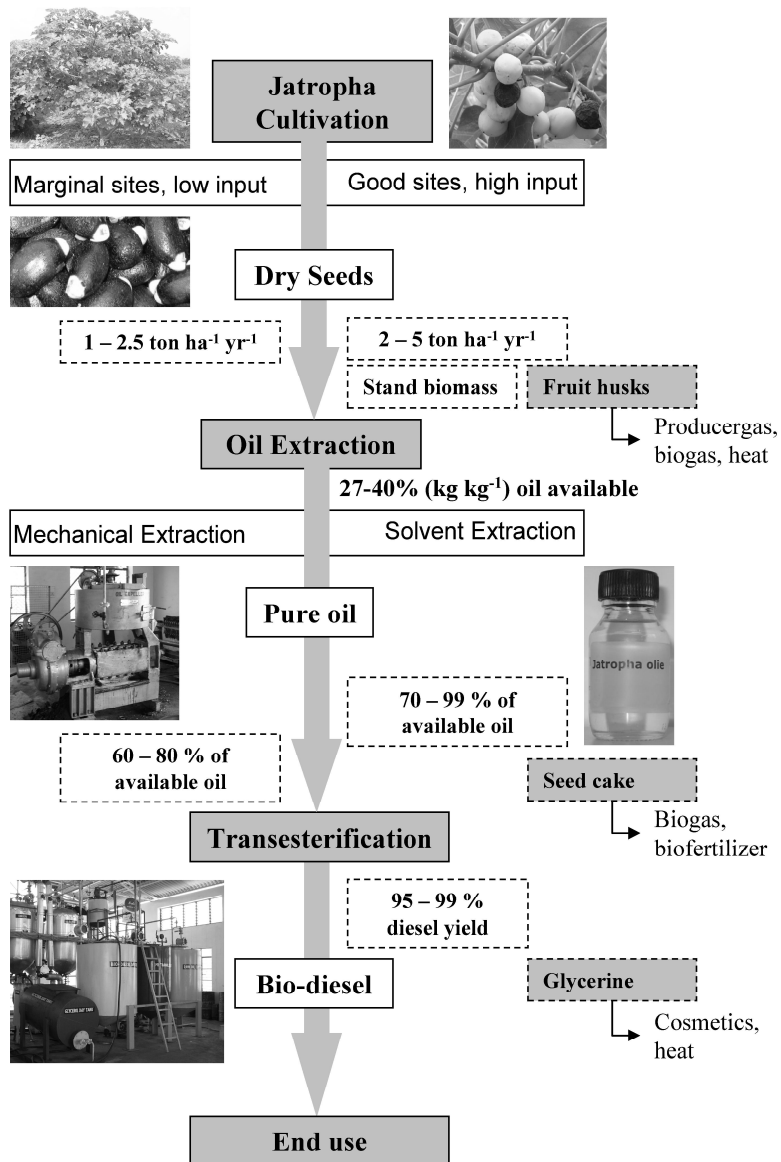 Jatropha
Cultivation
Marginal sites, low input
Good sites, high input
Dry Seeds
1 – 2.5 ton ha⁻¹ yr⁻¹
2 – 5 ton ha⁻¹ yr⁻¹
Stand biomass
Fruit husks
Producergas,
biogas, heat
Oil Extraction
27-40% (kg kg⁻¹) oil available
Mechanical Extraction
Solvent Extraction
OIL EXPELLER
Pure oil
Jatropha olie
70 – 99 % of
available oil
60 – 80 % of
available oil
Seed cake
Biogas,
biofertilizer
Transesterification
95 – 99 %
diesel yield
Bio-diesel
Glycerine
Cosmetics,
heat
End use